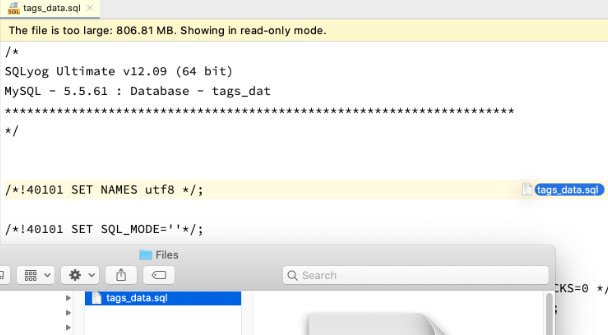 tags_data.sql
The file is too large: 806.81 MB. Showing in read-only mode.
/*
SQLyog Ultimate v12.09 (64 bit)
MySQL - 5.5.61 : Database - tags_dat
*********************************************************************
*/
/*!40101 SET NAMES utf8 */;
tags_data.sql
/*!40101 SET SQL_MODE=''*/;
Files
Search
CKS=0 */
;
tags_data.sql